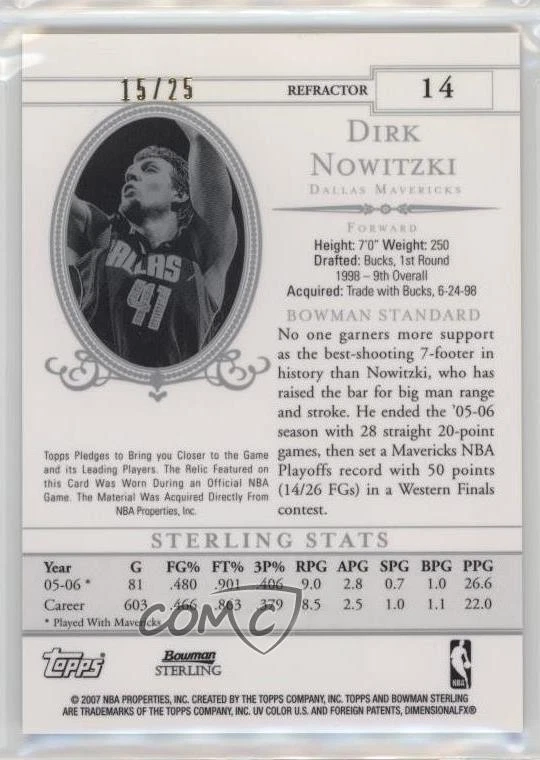 15/25
REFRACTOR 14
DIRK
NOWITZKI
DALLAS MAVERICKS
FORWARD
Height: 7'0" Weight: 250
Drafted: Bucks, 1st Round
1998 – 9th Overall
Acquired: Trade with Bucks, 6-24-98
BOWMAN STANDARD
No one garners more support
as the best-shooting 7-footer in
history than Nowitzki, who has
raised the bar for big man range
and stroke. He ended the '05-06
season with 28 straight 20-point
games, then set a Mavericks NBA
Playoffs record with 50 points
(14/26 FGs) in a Western Finals
contest.
DALLAS
41
Topps Pledges to Bring you Closer to the Game
and its Leading Players. The Relic Featured on
this Card Was Worn During an Official NBA
Game. The Material Was Acquired Directly From
NBA Properties, Inc.
STERLING STATS
Year G FG% FT% 3P% RPG APG SPG BPG PPG
05-06 * 81 .480 .901 .406 9.0 2.8 0.7 1.0 26.6
Career 603 .466 .863 .379 8.5 2.5 1.0 1.1 22.0
* Played With Mavericks
COMC
Topps
Bowman
STERLING
NBA
© 2007 NBA PROPERTIES, INC. CREATED BY THE TOPPS COMPANY, INC. TOPPS AND BOWMAN STERLING
ARE TRADEMARKS OF THE TOPPS COMPANY, INC. UV COLOR U.S. AND FOREIGN PATENTS, DIMENSIONALFX®